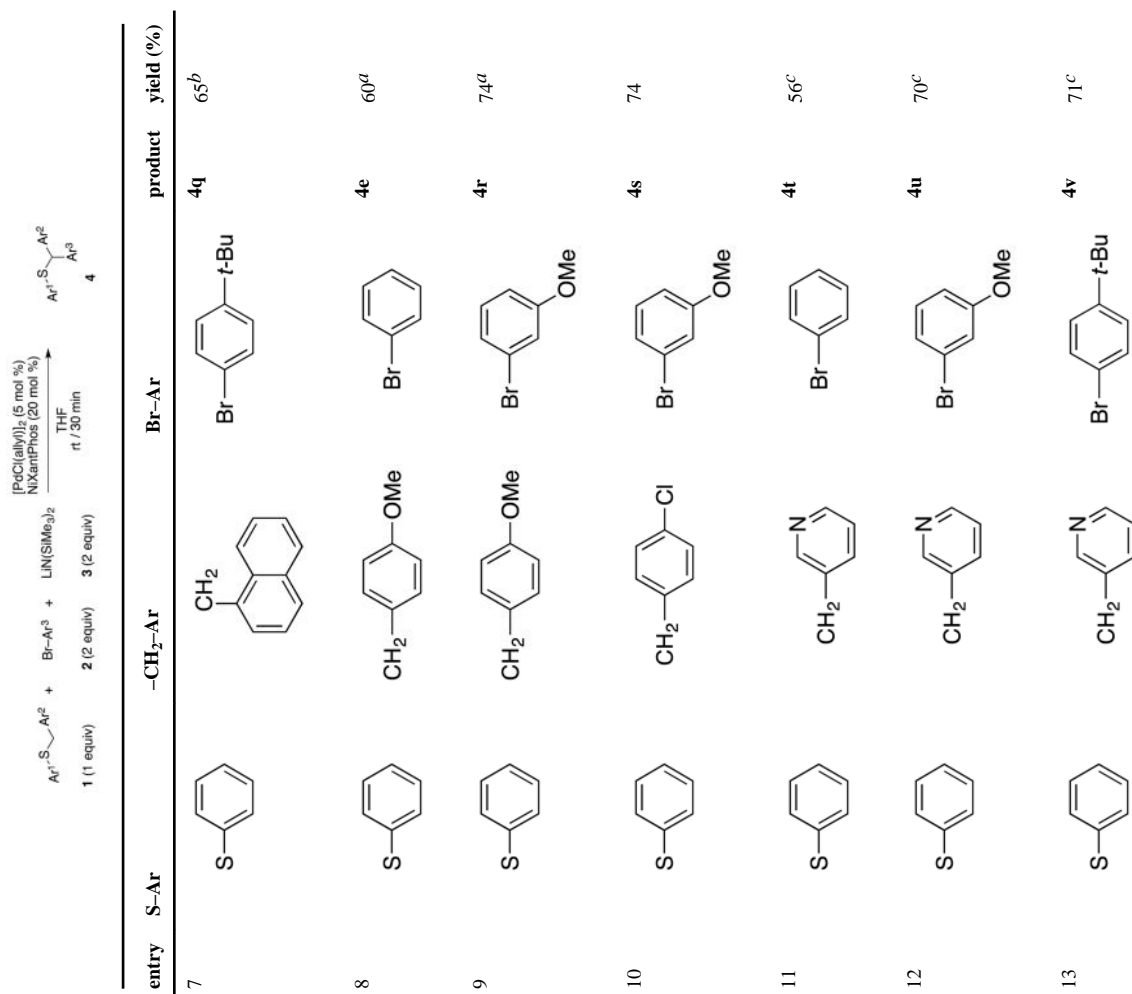 [PdCl(allyl)]₂ (5 mol %)
NiXantPhos (20 mol %)
Ar¹ S Ar² + Br–Ar³ + LiN(SiMe₃)₂ THF Ar¹ S Ar² Ar³
rt / 30 min
1 (1 equiv) 2 (2 equiv) 3 (2 equiv) 4
entry S–Ar –CH₂–Ar Br–Ar product yield (%)
7 S CH₂ Br t-Bu 4q 65ᵇ
8 S CH₂ OMe Br 4e 60ᵃ
9 S CH₂ OMe Br OMe 4r 74ᵃ
10 S CH₂ Cl Br OMe 4s 74
11 S CH₂ N Br 4t 56ᶜ
12 S CH₂ N Br OMe 4u 70ᶜ
13 S CH₂ N Br t-Bu 4v 71ᶜ